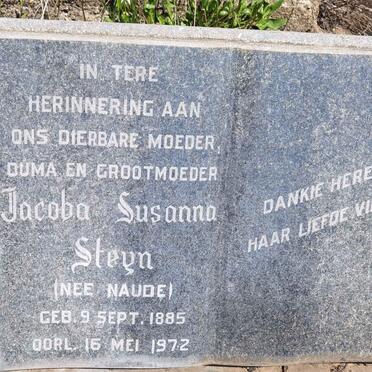 IN TERE
HERINNERING AAN
ONS DIERBARE MOEDER,
OUMA EN GROOTMOEDER
Jacoba Susanna
Steyn
(NEE NAUDE)
GEB. 9 SEPT. 1885
OORL. 16 MEI 1972
DANKIE HERE
HAAR LIEFDE